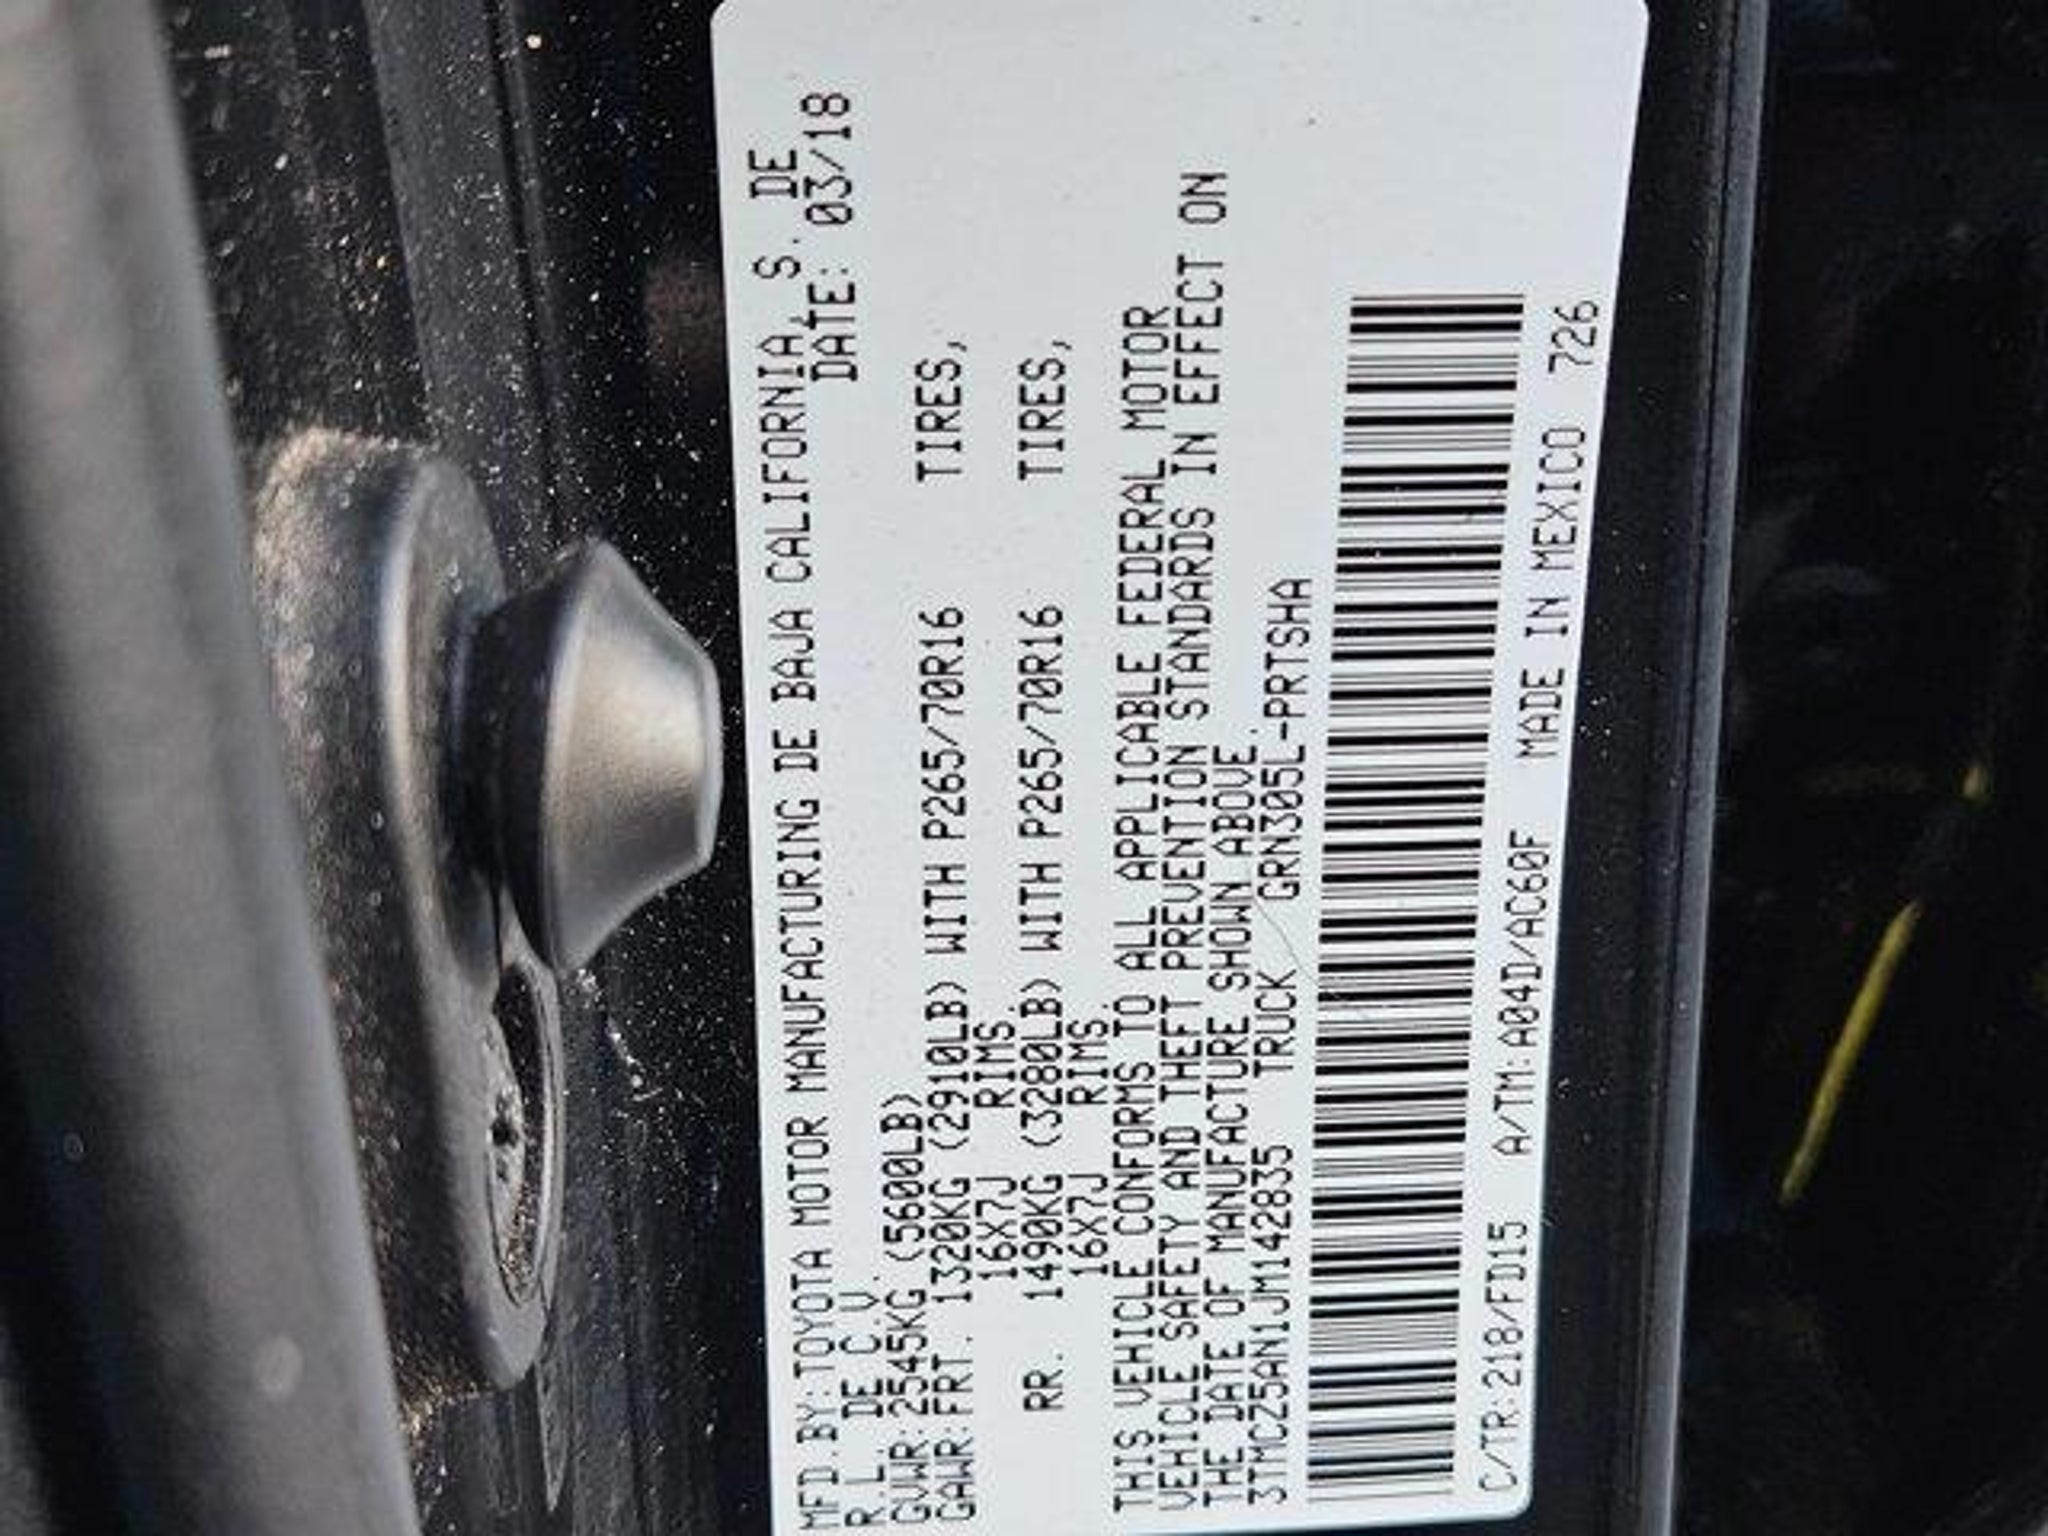 MFD.BY:TOYOTA MOTOR MANUFACTURING DE BAJA CALIFORNIA, S. DE
R.L. DE C.V. DATE: 03/18
GVWR:2545KG (5600LB)
GAWR:FRT. 1320KG (2910LB) WITH P265/70R16 TIRES,
16X7J RIMS.
RR. 1490KG (3280LB) WITH P265/70R16 TIRES,
16X7J RIMS.
THIS VEHICLE CONFORMS TO ALL APPLICABLE FEDERAL MOTOR
VEHICLE SAFETY AND THEFT PREVENTION STANDARDS IN EFFECT ON
THE DATE OF MANUFACTURE SHOWN ABOVE.
3TMCZ5AN1JM142835 TRUCK GRN305L-PRTSHA
C/TR:218/FD15 A/TM:A04D/AC60F MADE IN MEXICO 726